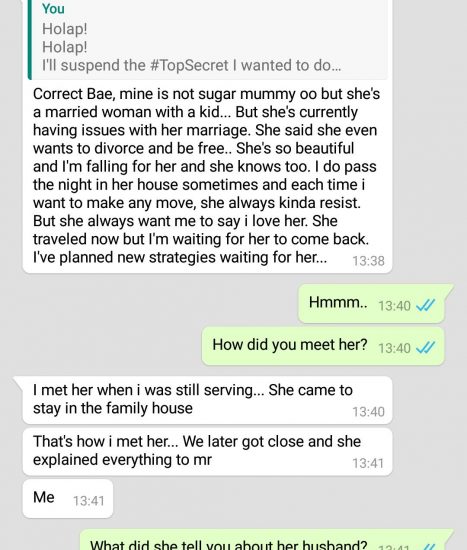 You
Holap!
Holap!
I'll suspend the #TopSecret I wanted to do...
Correct Bae, mine is not sugar mummy oo but she's
a married woman with a kid... But she's currently
having issues with her marriage. She said she even
wants to divorce and be free.. She's so beautiful
and I'm falling for her and she knows too. I do pass
the night in her house sometimes and each time i
want to make any move, she always kinda resist.
But she always want me to say i love her. She
traveled now but I'm waiting for her to come back.
I've planned new strategies waiting for her...
13:38
Hmmm.. 13:40
How did you meet her? 13:40
I met her when i was still serving... She came to
stay in the family house
13:40
That's how i met her... We later got close and she
explained everything to mr
13:41
Me 13:41
What did she tell you about her husband? 13:41